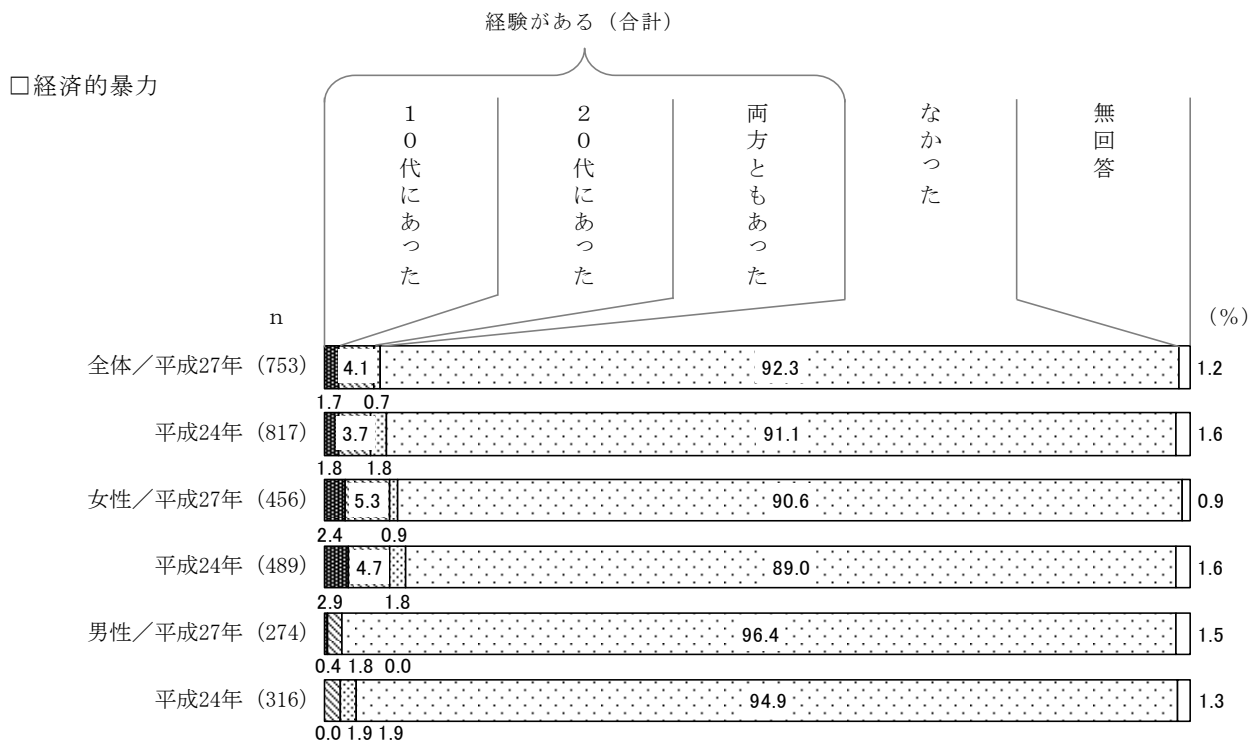 経験がある（合計）
□経済的暴力
１０代にあった
２０代にあった
両方ともあった
なかった
無回答
n
（%）
全体／平成27年（753） 4.1 92.3 1.2
1.7 0.7
平成24年（817） 3.7 91.1 1.6
1.8 1.8
女性／平成27年（456） 5.3 90.6 0.9
2.4 0.9
平成24年（489） 4.7 89.0 1.6
2.9 1.8
男性／平成27年（274） 96.4 1.5
0.4 1.8 0.0
平成24年（316） 94.9 1.3
0.0 1.9 1.9